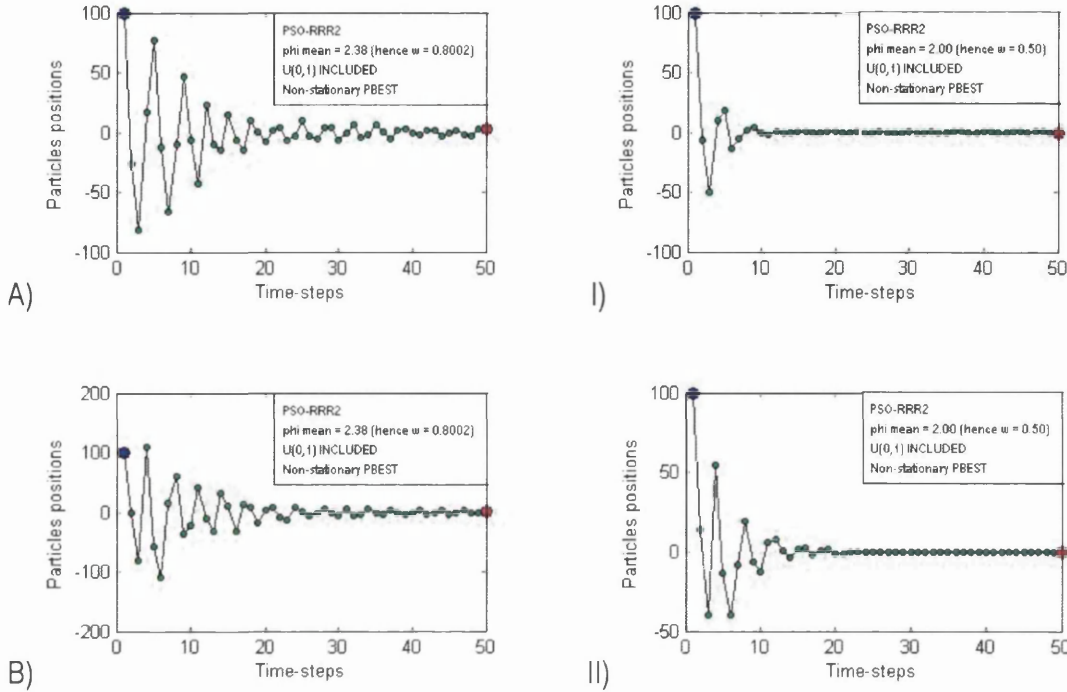 100
50
0
-50
-100
Particles positions
0 10 20 30 40 50
Time-steps
PSO-RRR2
phi mean = 2.38 (hence w = 0.8002)
U(0,1) INCLUDED
Non-stationary PBEST
A)
100
50
0
-50
-100
Particles positions
0 10 20 30 40 50
Time-steps
PSO-RRR2
phi mean = 2.00 (hence w = 0.50)
U(0,1) INCLUDED
Non-stationary PBEST
I)
200
100
0
-100
-200
Particles positions
0 10 20 30 40 50
Time-steps
PSO-RRR2
phi mean = 2.38 (hence w = 0.8002)
U(0,1) INCLUDED
Non-stationary PBEST
B)
100
50
0
-50
Particles positions
0 10 20 30 40 50
Time-steps
PSO-RRR2
phi mean = 2.00 (hence w = 0.50)
U(0,1) INCLUDED
Non-stationary PBEST
II)